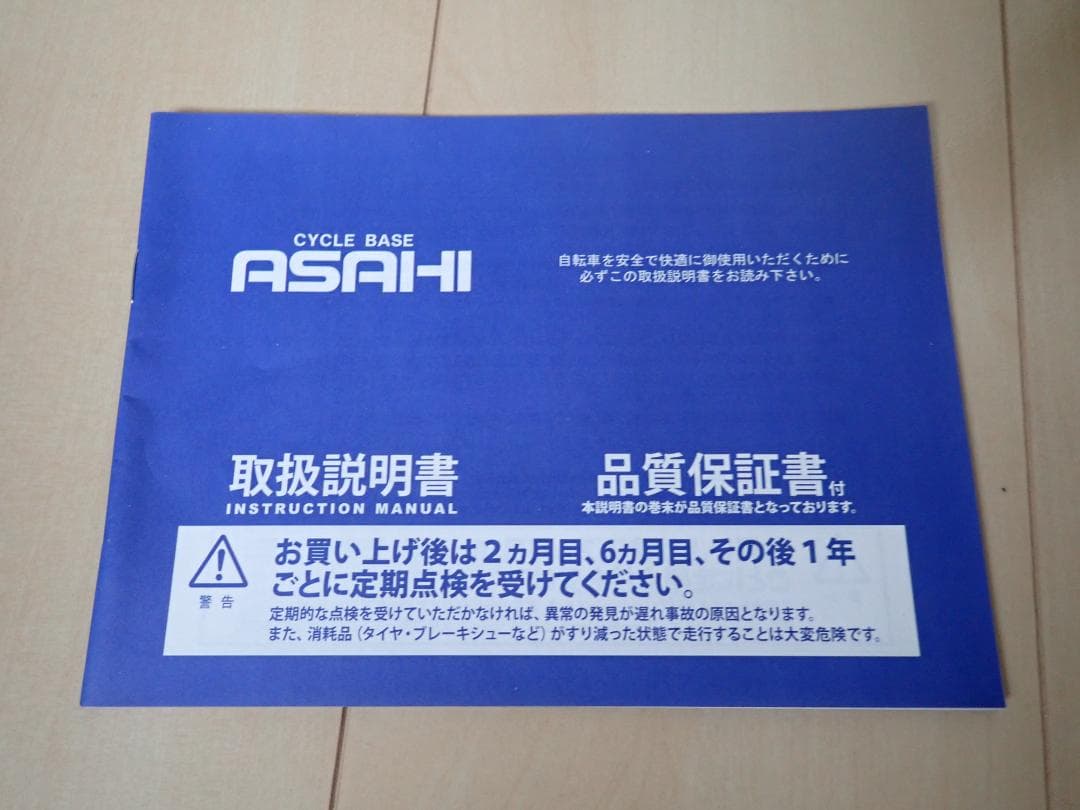 CYCLE BASE
ASAHI
自転車を安全で快適に御使用いただくために
必ずこの取扱説明書をお読み下さい。
取扱説明書
INSTRUCTION MANUAL
品質保証書付
本説明書の巻末が品質保証書となっております。
警告
お買い上げ後は2ヵ月目、6ヵ月目、その後1年
ごとに定期点検を受けてください。
定期的な点検を受けていただかなければ、異常の発見が遅れ事故の原因となります。
また、消耗品（タイヤ・ブレーキシューなど）がすり減った状態で走行することは大変危険です。